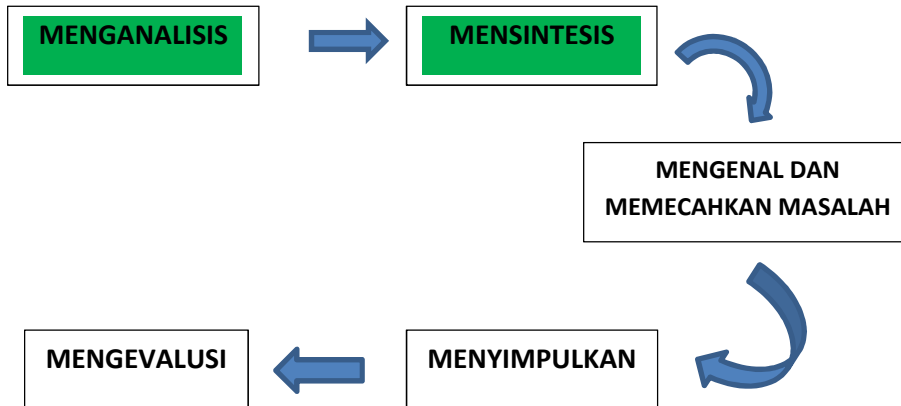 MENGANALISIS
MENSINTESIS
MENGENAL DAN
MEMECAHKAN MASALAH
MENYIMPULKAN
MENGEVALUSI